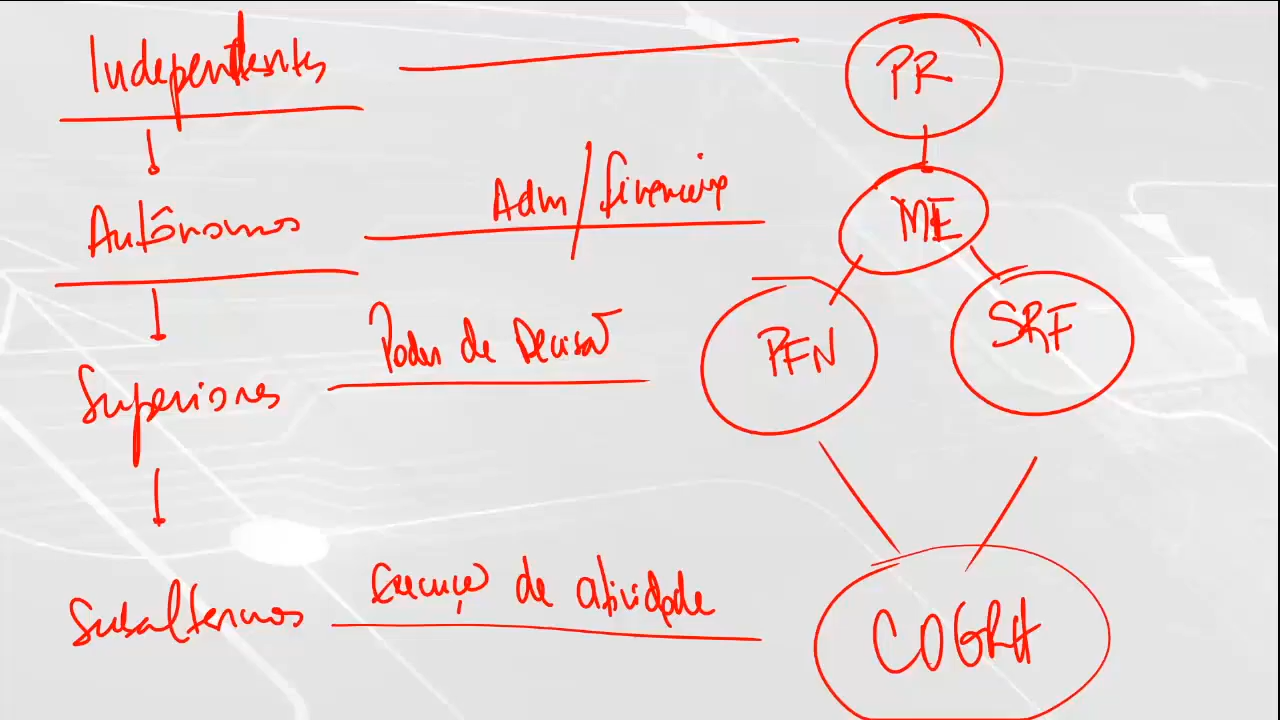 Independentes
PR
Autônomos
Adm/financeira
ME
Superiores
Poder de Decisão
PFN
SRF
Subalternos
Execução de atividade
COGRH